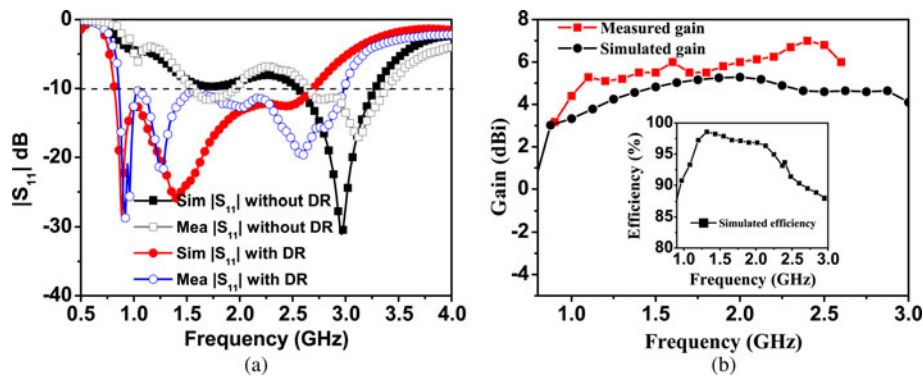 0
-10
-20
-30
-40
|S11| dB
Sim |S11| without DR
Mea |S11| without DR
Sim |S11| with DR
Mea |S11| with DR
0.5 1.0 1.5 2.0 2.5 3.0 3.5 4.0
Frequency (GHz)
(a)
8
6
4
2
0
-2
-4
Gain (dBi)
Measured gain
Simulated gain
100
95
90
85
80
Efficiency (%)
Simulated efficiency
1.0 1.5 2.0 2.5 3.0
Frequency (GHz)
1.0 1.5 2.0 2.5 3.0
Frequency (GHz)
(b)